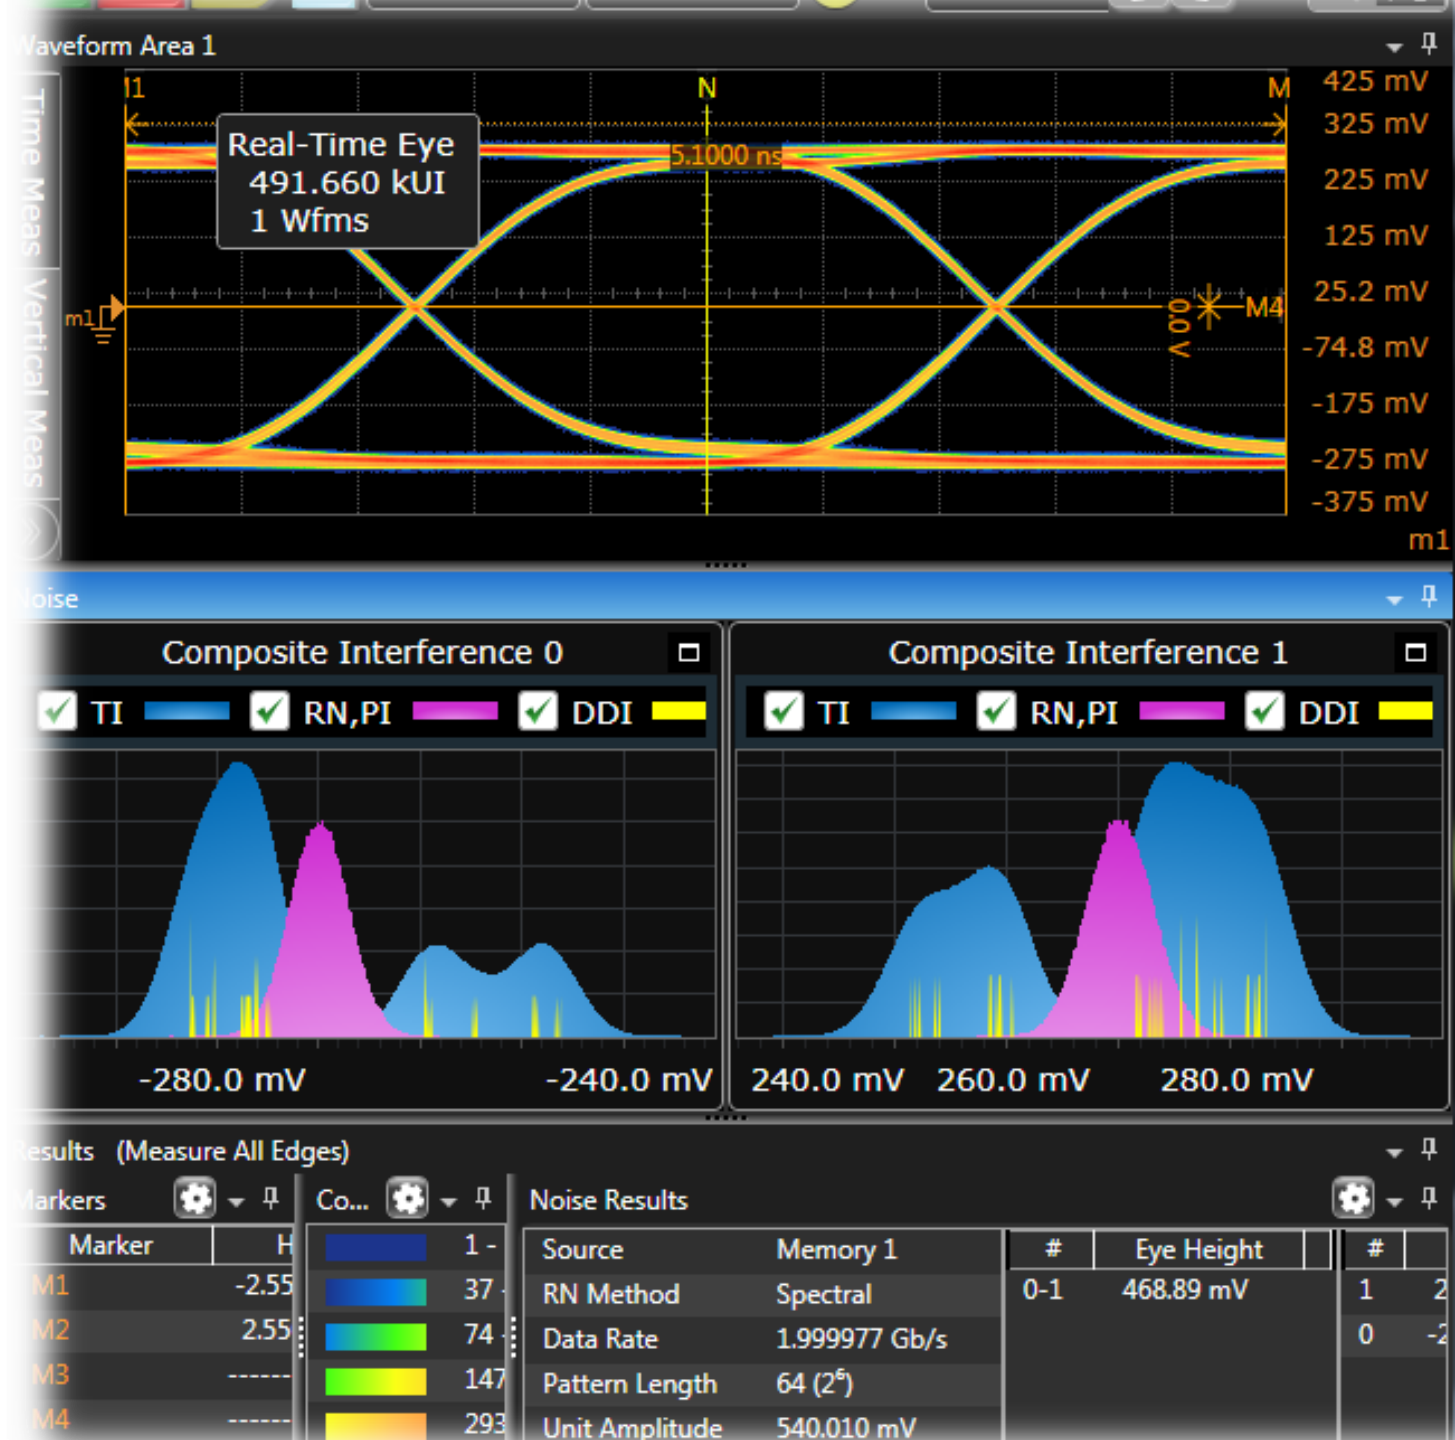 Waveform Area 1
Time Meas
Vertical Meas
N
M
425 mV
325 mV
225 mV
125 mV
25.2 mV
-74.8 mV
-175 mV
-275 mV
-375 mV
m1
Real-Time Eye
491.660 kUI
1 Wfms
5.1000 ns
m1
0.0 V
M4
Noise
Composite Interference 0
TI
RN,PI
DDI
-280.0 mV
-240.0 mV
Composite Interference 1
TI
RN,PI
DDI
240.0 mV
260.0 mV
280.0 mV
Results (Measure All Edges)
Markers
Marker
H
M1
-2.55
M2
2.55
M3
------
M4
------
Co...
1 -
37 -
74 -
147
293
Noise Results
Source
Memory 1
RN Method
Spectral
Data Rate
1.999977 Gb/s
Pattern Length
64 (2⁶)
Unit Amplitude
540.010 mV
#
Eye Height
0-1
468.89 mV
#
1
2
0
-2